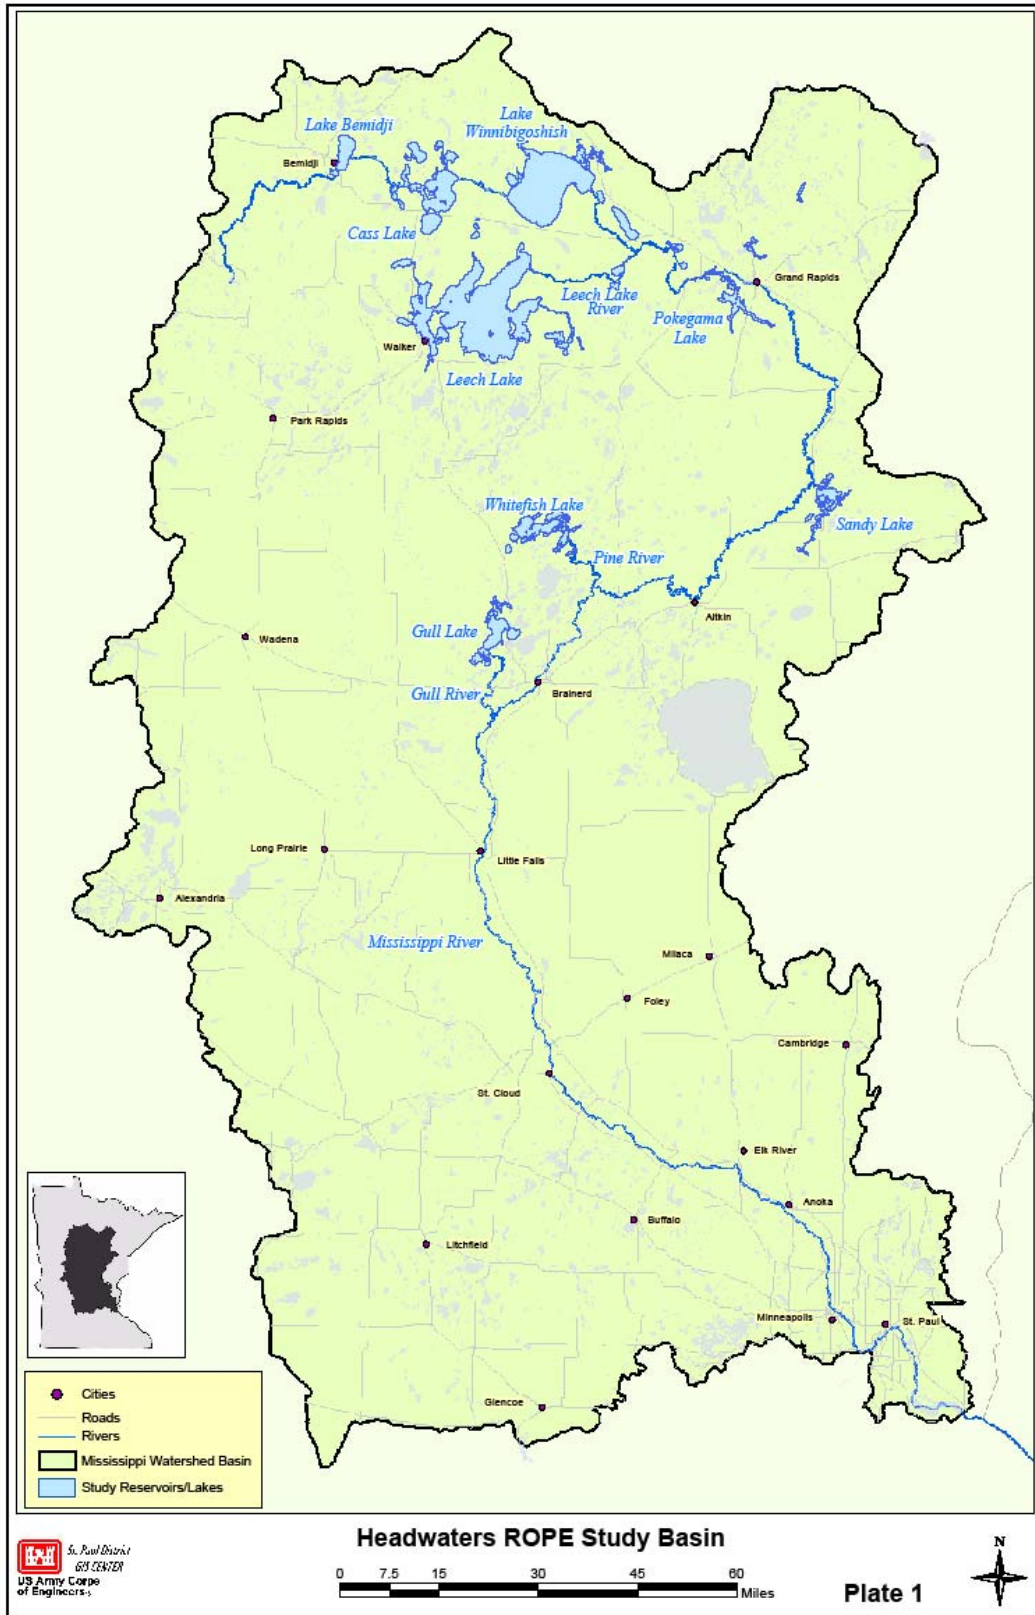 Lake Bemidji
Lake
Winnibigoshish
Bemidji
Cass Lake
Grand Rapids
Leech Lake
River
Pokegama
Lake
Walker
Leech Lake
Park Rapids
Whitefish Lake
Sandy Lake
Pine River
Aitkin
Gull Lake
Wadena
Gull River
Brainerd
Long Prairie
Little Falls
Alexandria
Mississippi River
Milaca
Foley
Cambridge
St. Cloud
Elk River
Anoka
Buffalo
Litchfield
Minneapolis
St. Paul
Glencoe
Cities
Roads
Rivers
Mississippi Watershed Basin
Study Reservoirs/Lakes
Headwaters ROPE Study Basin
St. Paul District
GIS CENTER
US Army Corps
of Engineers
0 7.5 15 30 45 60
Miles
Plate 1
N